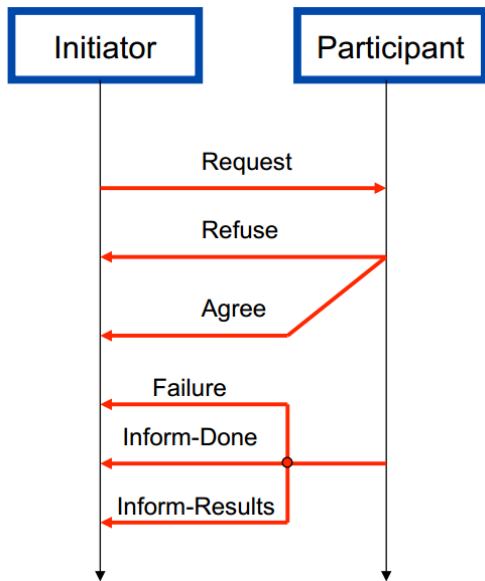 Initiator
Participant
Request
Refuse
Agree
Failure
Inform-Done
Inform-Results